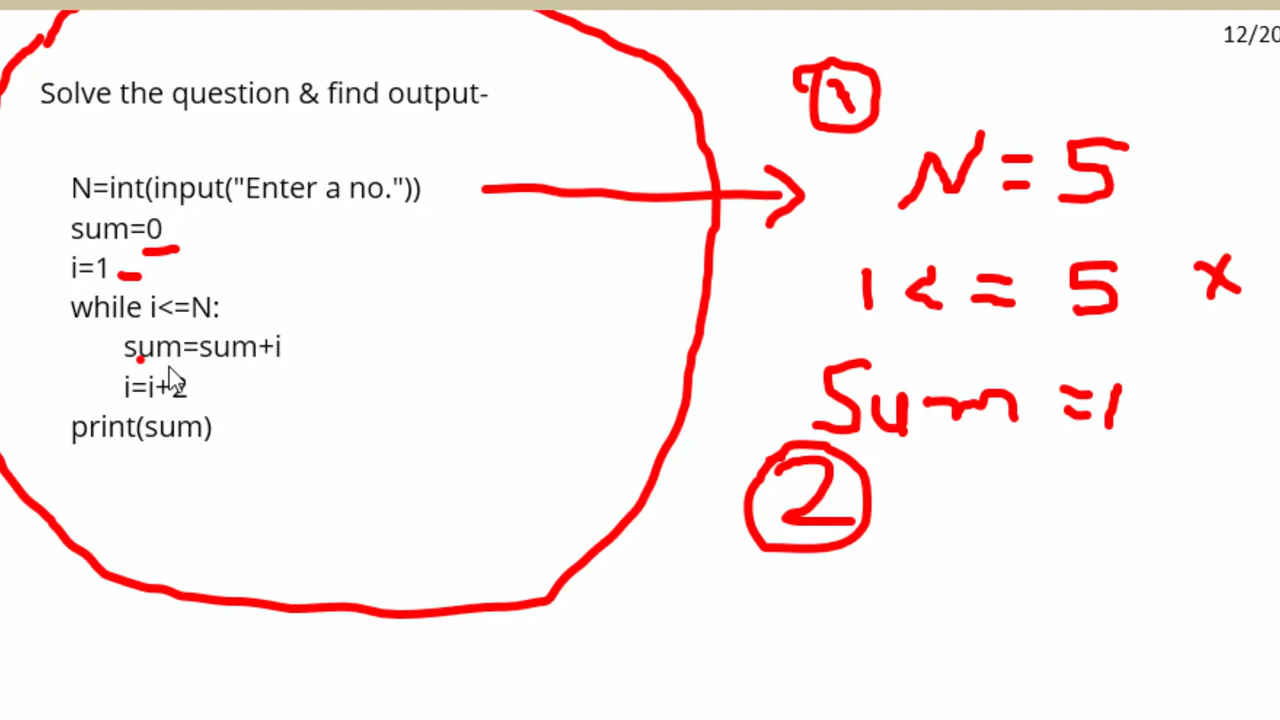 12/20
Solve the question & find output-
1
N=int(input("Enter a no."))
N = 5
sum=0
i=1
1 < = 5 x
while i<=N:
sum=sum+i
i=i+2
Sum =1
print(sum)
2